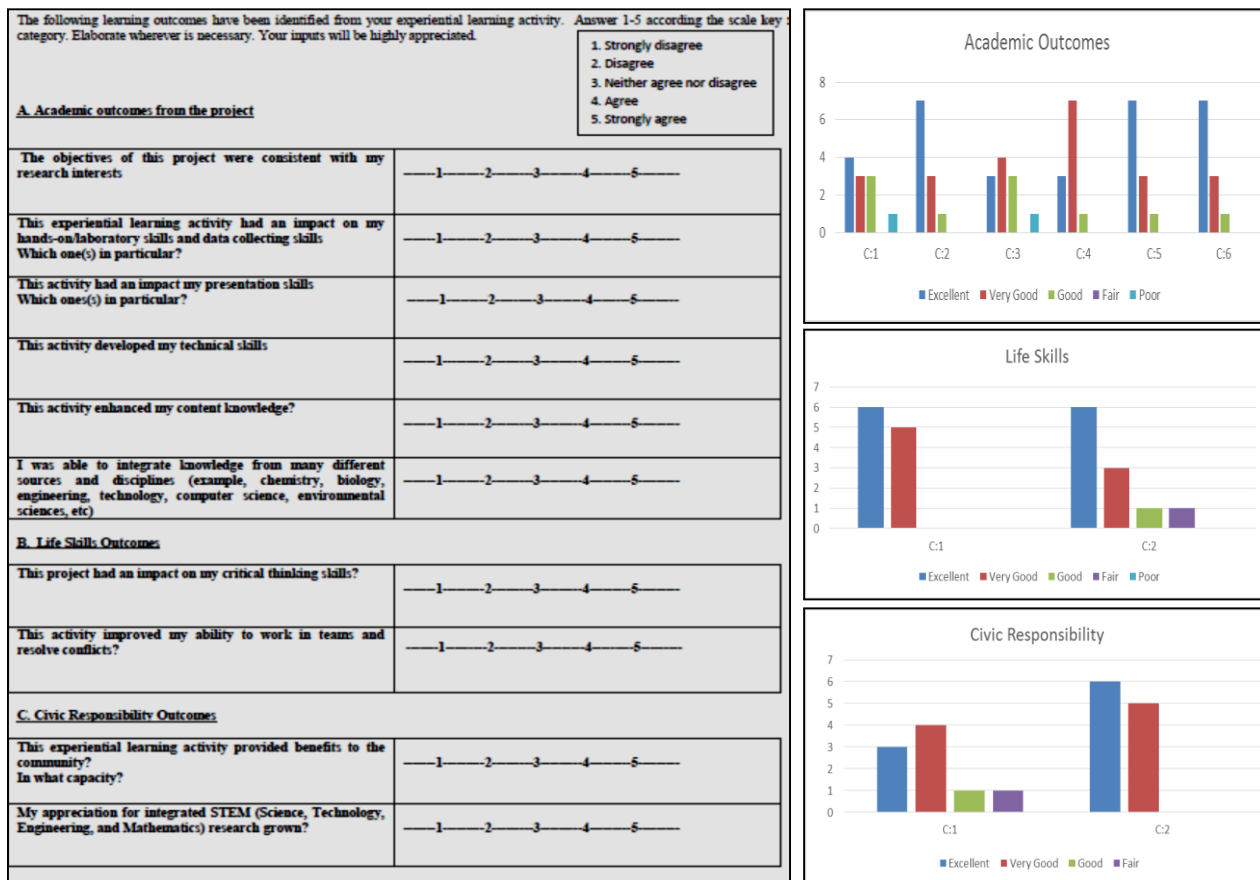 The following learning outcomes have been identified from your experiential learning activity. Answer 1-5 according the scale key
category. Elaborate wherever is necessary. Your inputs will be highly appreciated.
1. Strongly disagree
2. Disagree
3. Neither agree nor disagree
4. Agree
5. Strongly agree
A. Academic outcomes from the project
The objectives of this project were consistent with my
research interests
------1---------2---------3---------4---------5--------
This experiential learning activity had an impact on my
hands-on/laboratory skills and data collecting skills
Which one(s) in particular?
------1---------2---------3---------4---------5--------
This activity had an impact my presentation skills
Which ones(s) in particular?
------1---------2---------3---------4---------5--------
This activity developed my technical skills
------1---------2---------3---------4---------5--------
This activity enhanced my content knowledge?
------1---------2---------3---------4---------5--------
I was able to integrate knowledge from many different
sources and disciplines (example, chemistry, biology,
engineering, technology, computer science, environmental
sciences, etc)
------1---------2---------3---------4---------5--------
B. Life Skills Outcomes
This project had an impact on my critical thinking skills?
------1---------2---------3---------4---------5--------
This activity improved my ability to work in teams and
resolve conflicts?
------1---------2---------3---------4---------5--------
C. Civic Responsibility Outcomes
This experiential learning activity provided benefits to the
community?
In what capacity?
------1---------2---------3---------4---------5--------
My appreciation for integrated STEM (Science, Technology,
Engineering, and Mathematics) research grown?
------1---------2---------3---------4---------5--------
Academic Outcomes
8
6
4
2
0
C:1 C:2 C:3 C:4 C:5 C:6
Excellent Very Good Good Fair Poor
Life Skills
7
6
5
4
3
2
1
0
C:1 C:2
Excellent Very Good Good Fair Poor
Civic Responsibility
7
6
5
4
3
2
1
0
C:1 C:2
Excellent Very Good Good Fair